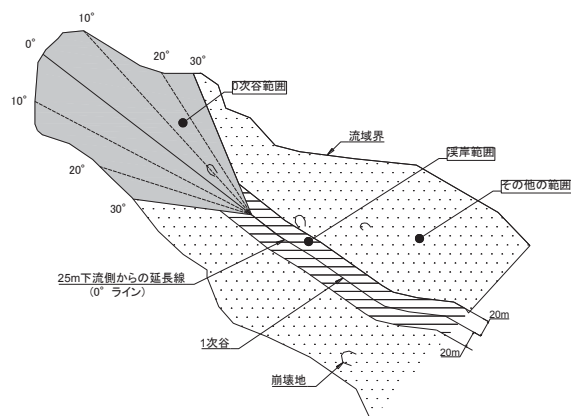 10°
0°
20°
30°
0次谷範囲
10°
流域界
渓岸範囲
20°
その他の範囲
30°
25m下流側からの延長線
(0° ライン)
20m
1次谷
20m
崩壊地